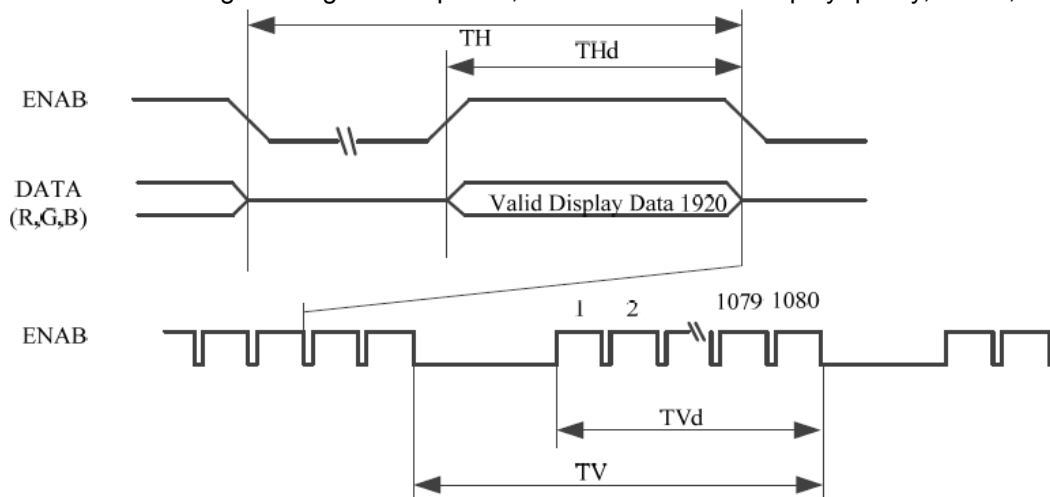 TH
THd
ENAB
DATA
(R,G,B)
Valid Display Data 1920
1 2 1079 1080
ENAB
TVd
TV